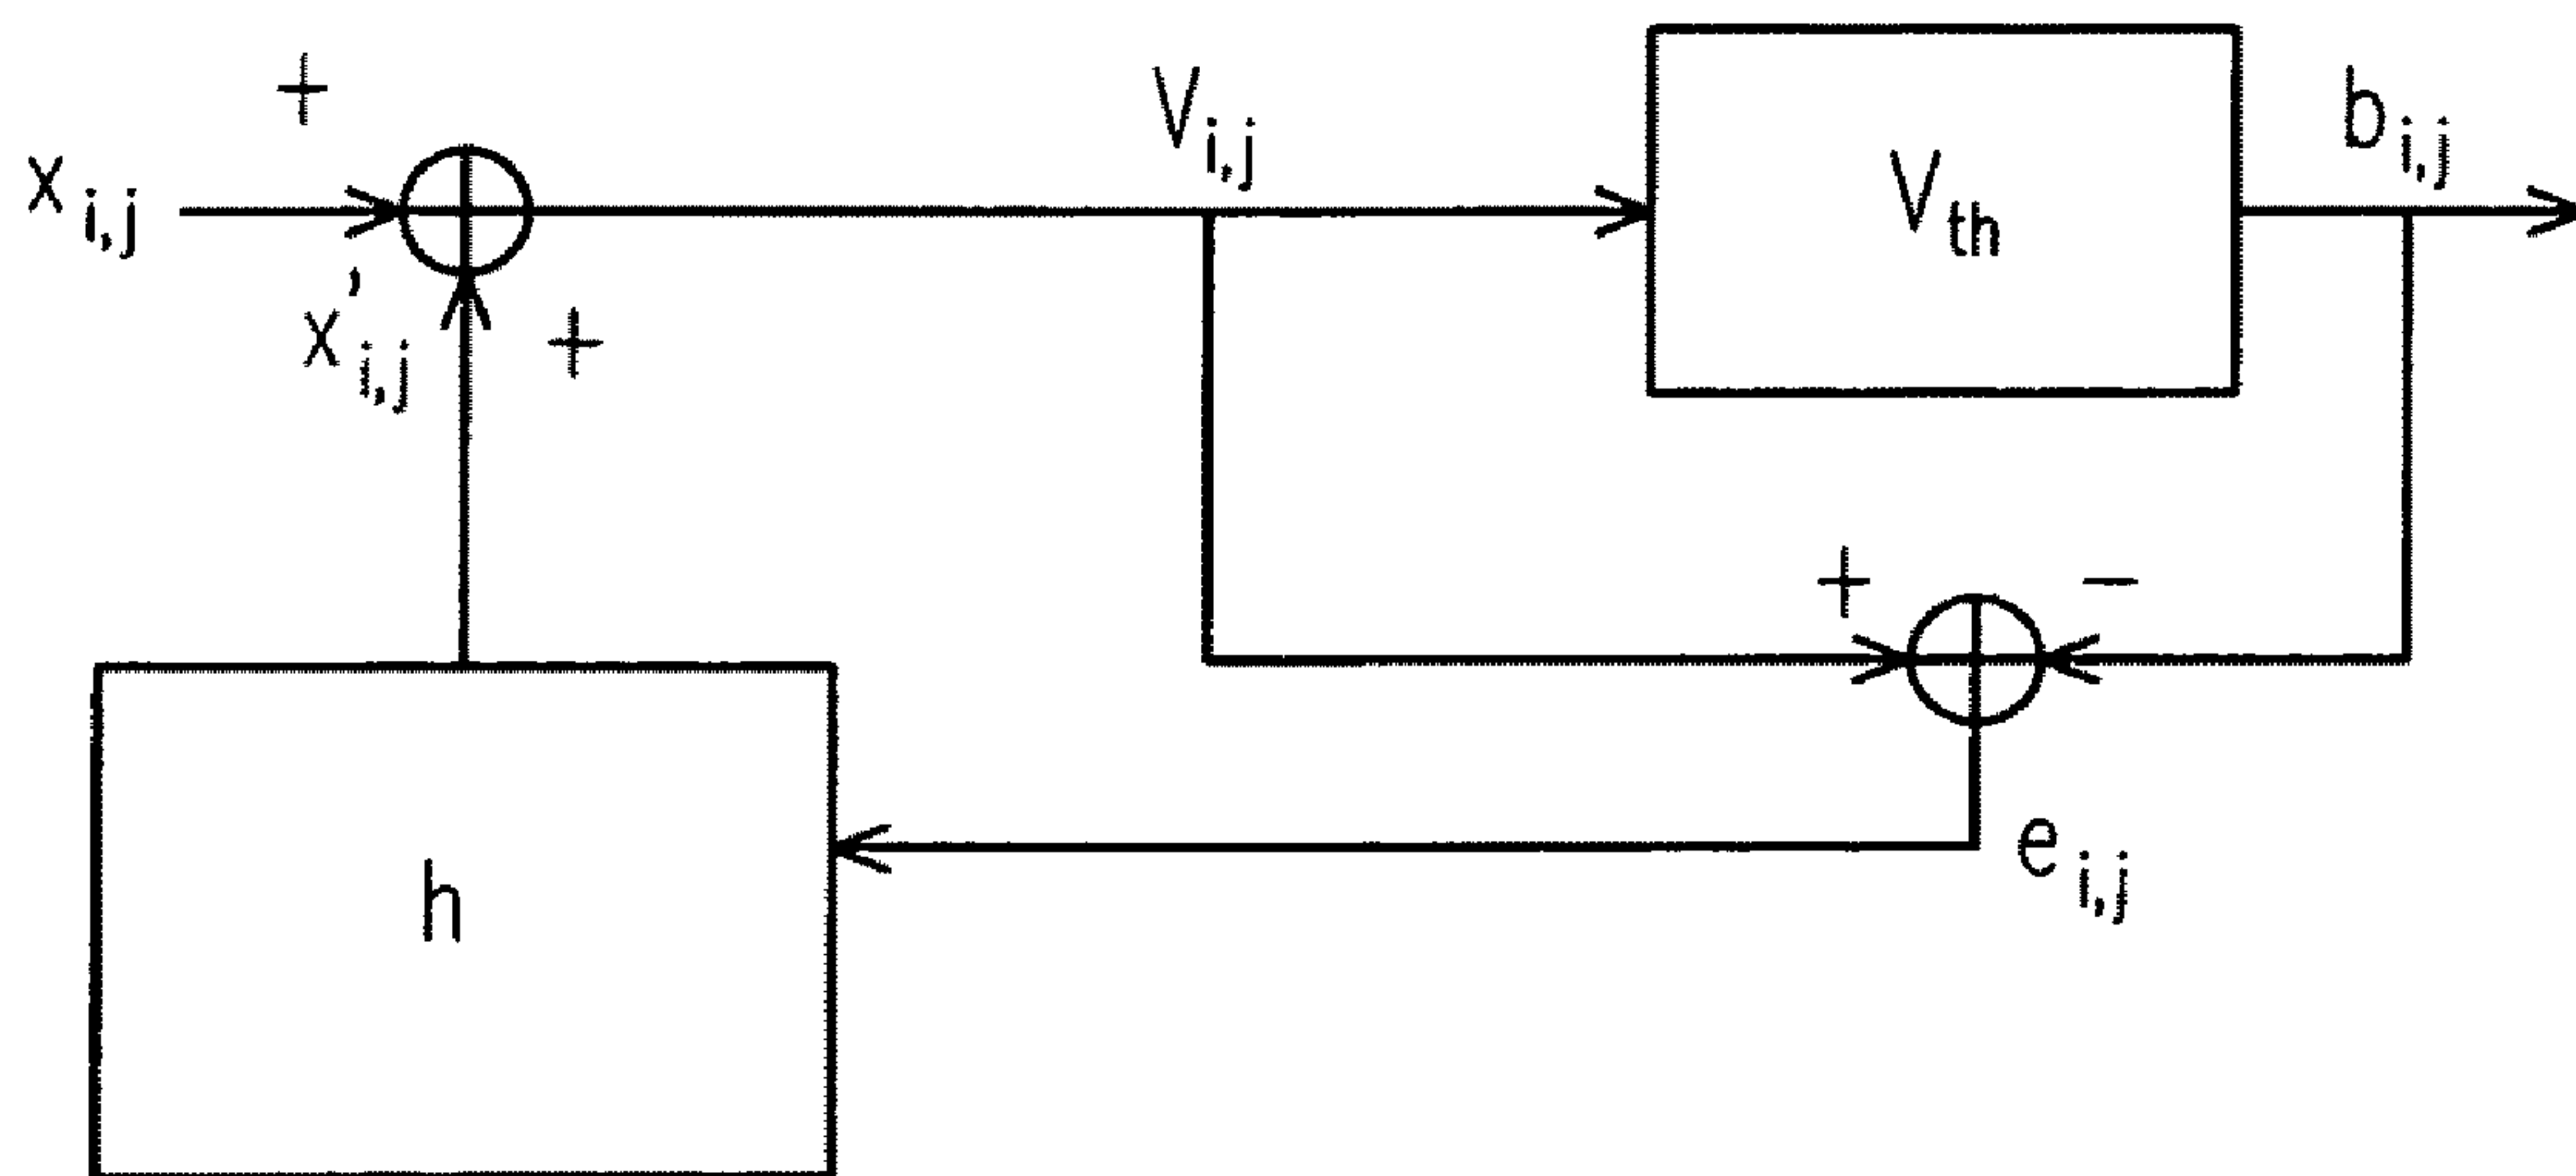 +
x i,j
x' i,j
+
V i,j
V th
b i,j
+
−
e i,j
h